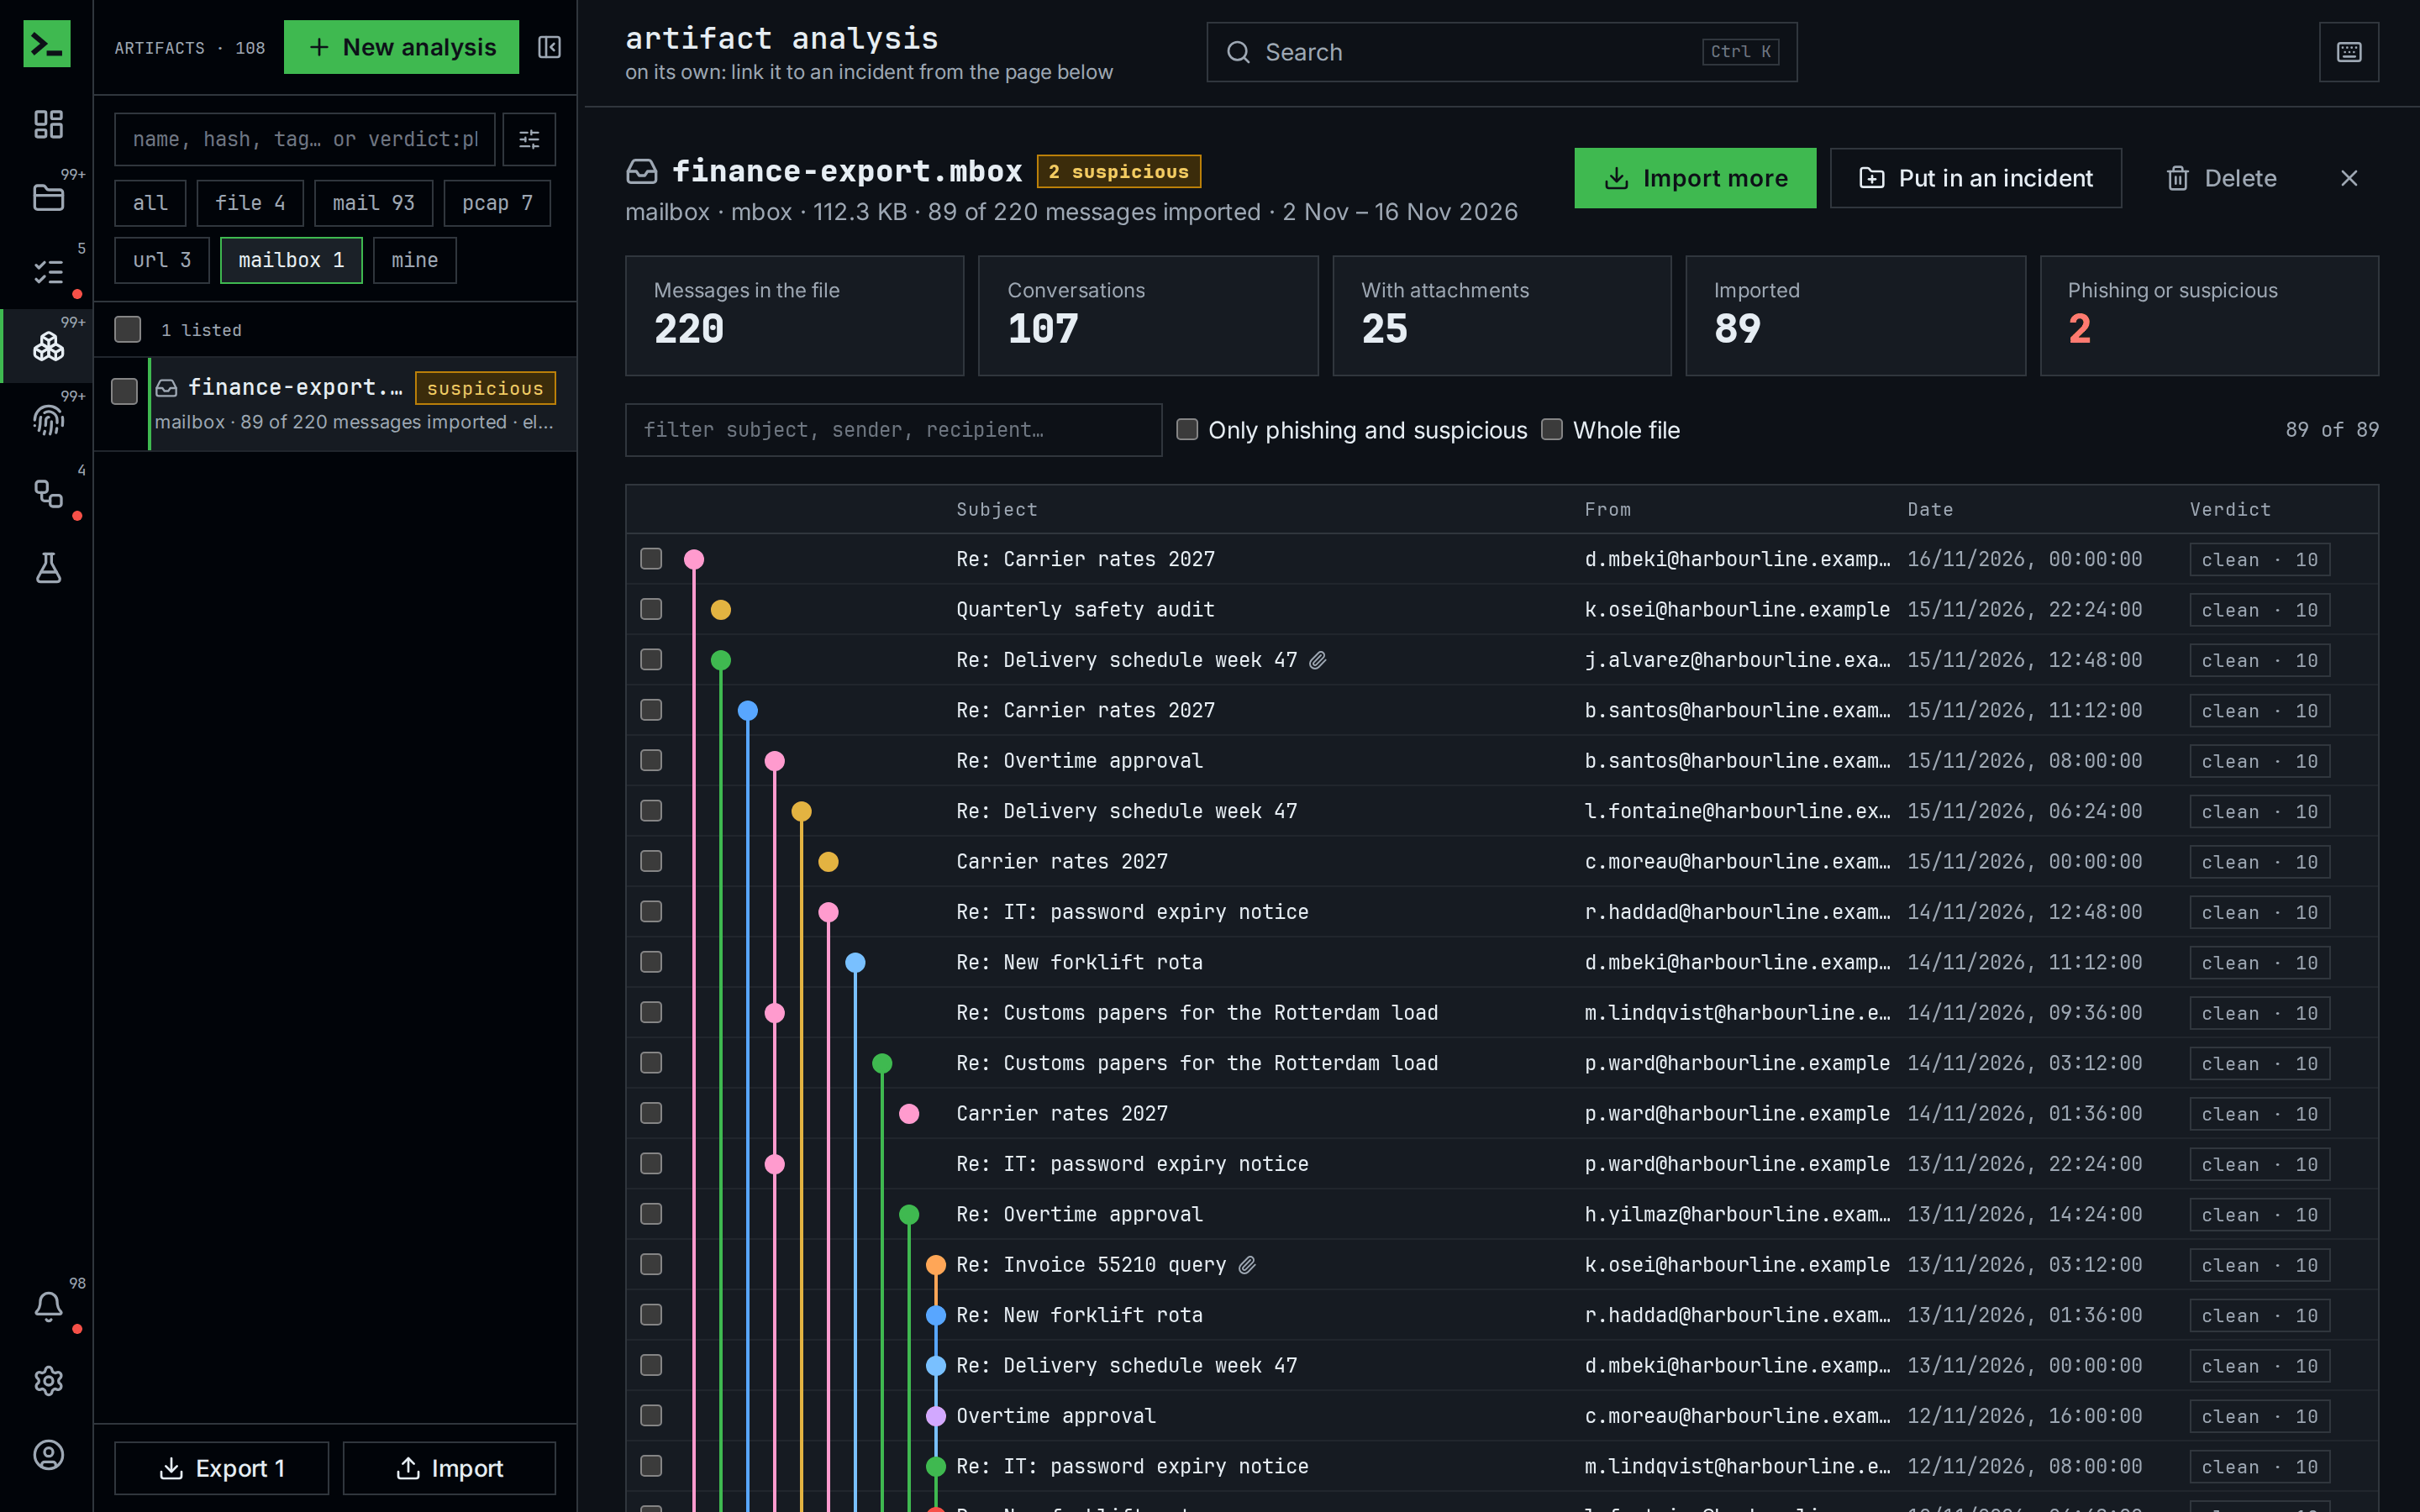 ARTIFACTS · 108
New analysis
name, hash, tag… or verdict:p
all
file 4
mail 93
pcap 7
url 3
mailbox 1
mine
1 listed
finance-export.…
suspicious
mailbox · 89 of 220 messages imported · el…
Export 1
Import
99+
5
99+
99+
4
98
artifact analysis
on its own: link it to an incident from the page below
Search
Ctrl K
finance-export.mbox
2 suspicious
mailbox · mbox · 112.3 KB · 89 of 220 messages imported · 2 Nov – 16 Nov 2026
Import more
Put in an incident
Delete
Messages in the file
220
Conversations
107
With attachments
25
Imported
89
Phishing or suspicious
2
filter subject, sender, recipient…
Only phishing and suspicious
Whole file
89 of 89
Subject From Date Verdict
Re: Carrier rates 2027 d.mbeki@harbourline.examp… 16/11/2026, 00:00:00 clean · 10
Quarterly safety audit k.osei@harbourline.example 15/11/2026, 22:24:00 clean · 10
Re: Delivery schedule week 47 j.alvarez@harbourline.exa… 15/11/2026, 12:48:00 clean · 10
Re: Carrier rates 2027 b.santos@harbourline.exam… 15/11/2026, 11:12:00 clean · 10
Re: Overtime approval b.santos@harbourline.exam… 15/11/2026, 08:00:00 clean · 10
Re: Delivery schedule week 47 l.fontaine@harbourline.ex… 15/11/2026, 06:24:00 clean · 10
Carrier rates 2027 c.moreau@harbourline.exam… 15/11/2026, 00:00:00 clean · 10
Re: IT: password expiry notice r.haddad@harbourline.exam… 14/11/2026, 12:48:00 clean · 10
Re: New forklift rota d.mbeki@harbourline.examp… 14/11/2026, 11:12:00 clean · 10
Re: Customs papers for the Rotterdam load m.lindqvist@harbourline.e… 14/11/2026, 09:36:00 clean · 10
Re: Customs papers for the Rotterdam load p.ward@harbourline.example 14/11/2026, 03:12:00 clean · 10
Carrier rates 2027 p.ward@harbourline.example 14/11/2026, 01:36:00 clean · 10
Re: IT: password expiry notice p.ward@harbourline.example 13/11/2026, 22:24:00 clean · 10
Re: Overtime approval h.yilmaz@harbourline.exam… 13/11/2026, 14:24:00 clean · 10
Re: Invoice 55210 query k.osei@harbourline.example 13/11/2026, 03:12:00 clean · 10
Re: New forklift rota r.haddad@harbourline.exam… 13/11/2026, 01:36:00 clean · 10
Re: Delivery schedule week 47 d.mbeki@harbourline.examp… 13/11/2026, 00:00:00 clean · 10
Overtime approval c.moreau@harbourline.exam… 12/11/2026, 16:00:00 clean · 10
Re: IT: password expiry notice m.lindqvist@harbourline.e… 12/11/2026, 08:00:00 clean · 10